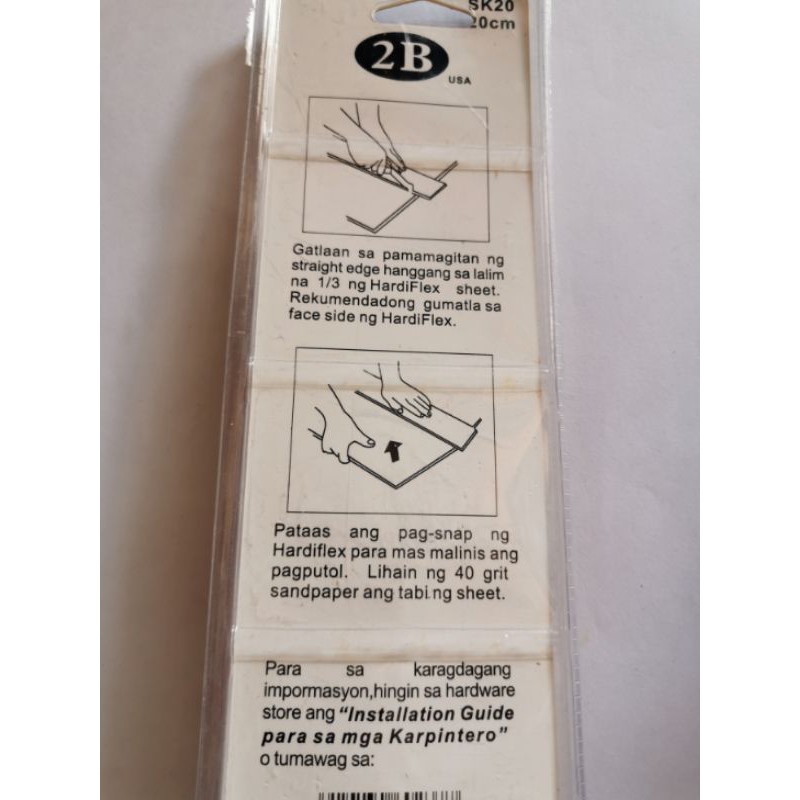 SK20
20cm
2B
USA
Gatlaan sa pamamagitan ng
straight edge hanggang sa lalim
na 1/3 ng HardiFlex sheet.
Rekumendadong gumatla sa
face side ng HardiFlex.
Pataas ang pag-snap ng
Hardiflex para mas malinis ang
pagputol. Lihain ng 40 grit
sandpaper ang tabi ng sheet.
Para sa karagdagang
impormasyon,hingin sa hardware
store ang "Installation Guide
para sa mga Karpintero"
o tumawag sa: